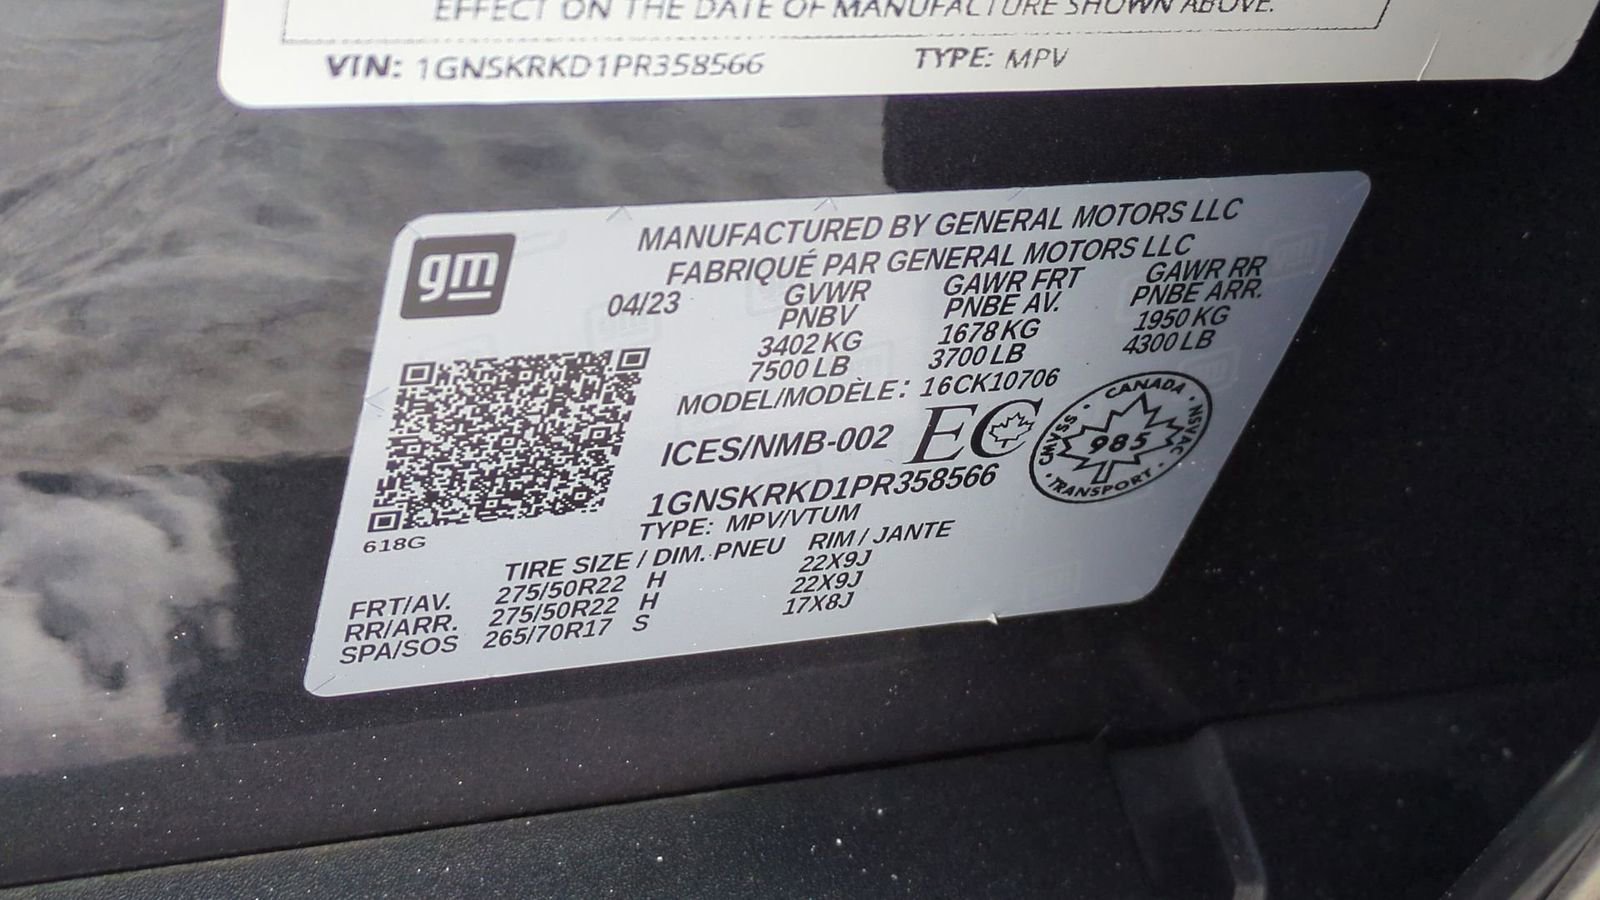 EFFECT ON THE DATE OF MANUFACTURE SHOWN ABOVE.
VIN: 1GNSKRKD1PR358566 TYPE: MPV
gm
MANUFACTURED BY GENERAL MOTORS LLC
FABRIQUÉ PAR GENERAL MOTORS LLC
04/23 GVWR GAWR FRT GAWR RR
PNBV PNBE AV. PNBE ARR.
3402 KG 1678 KG 1950 KG
7500 LB 3700 LB 4300 LB
MODEL/MODÈLE: 16CK10706
ICES/NMB-002 EC
CANADA
CMVSS 985 NSVAC
TRANSPORT
1GNSKRKD1PR358566
TYPE: MPV/VTUM
618G
TIRE SIZE / DIM. PNEU RIM / JANTE
FRT/AV. 275/50R22 H 22X9J
RR/ARR. 275/50R22 H 22X9J
SPA/SOS 265/70R17 S 17X8J